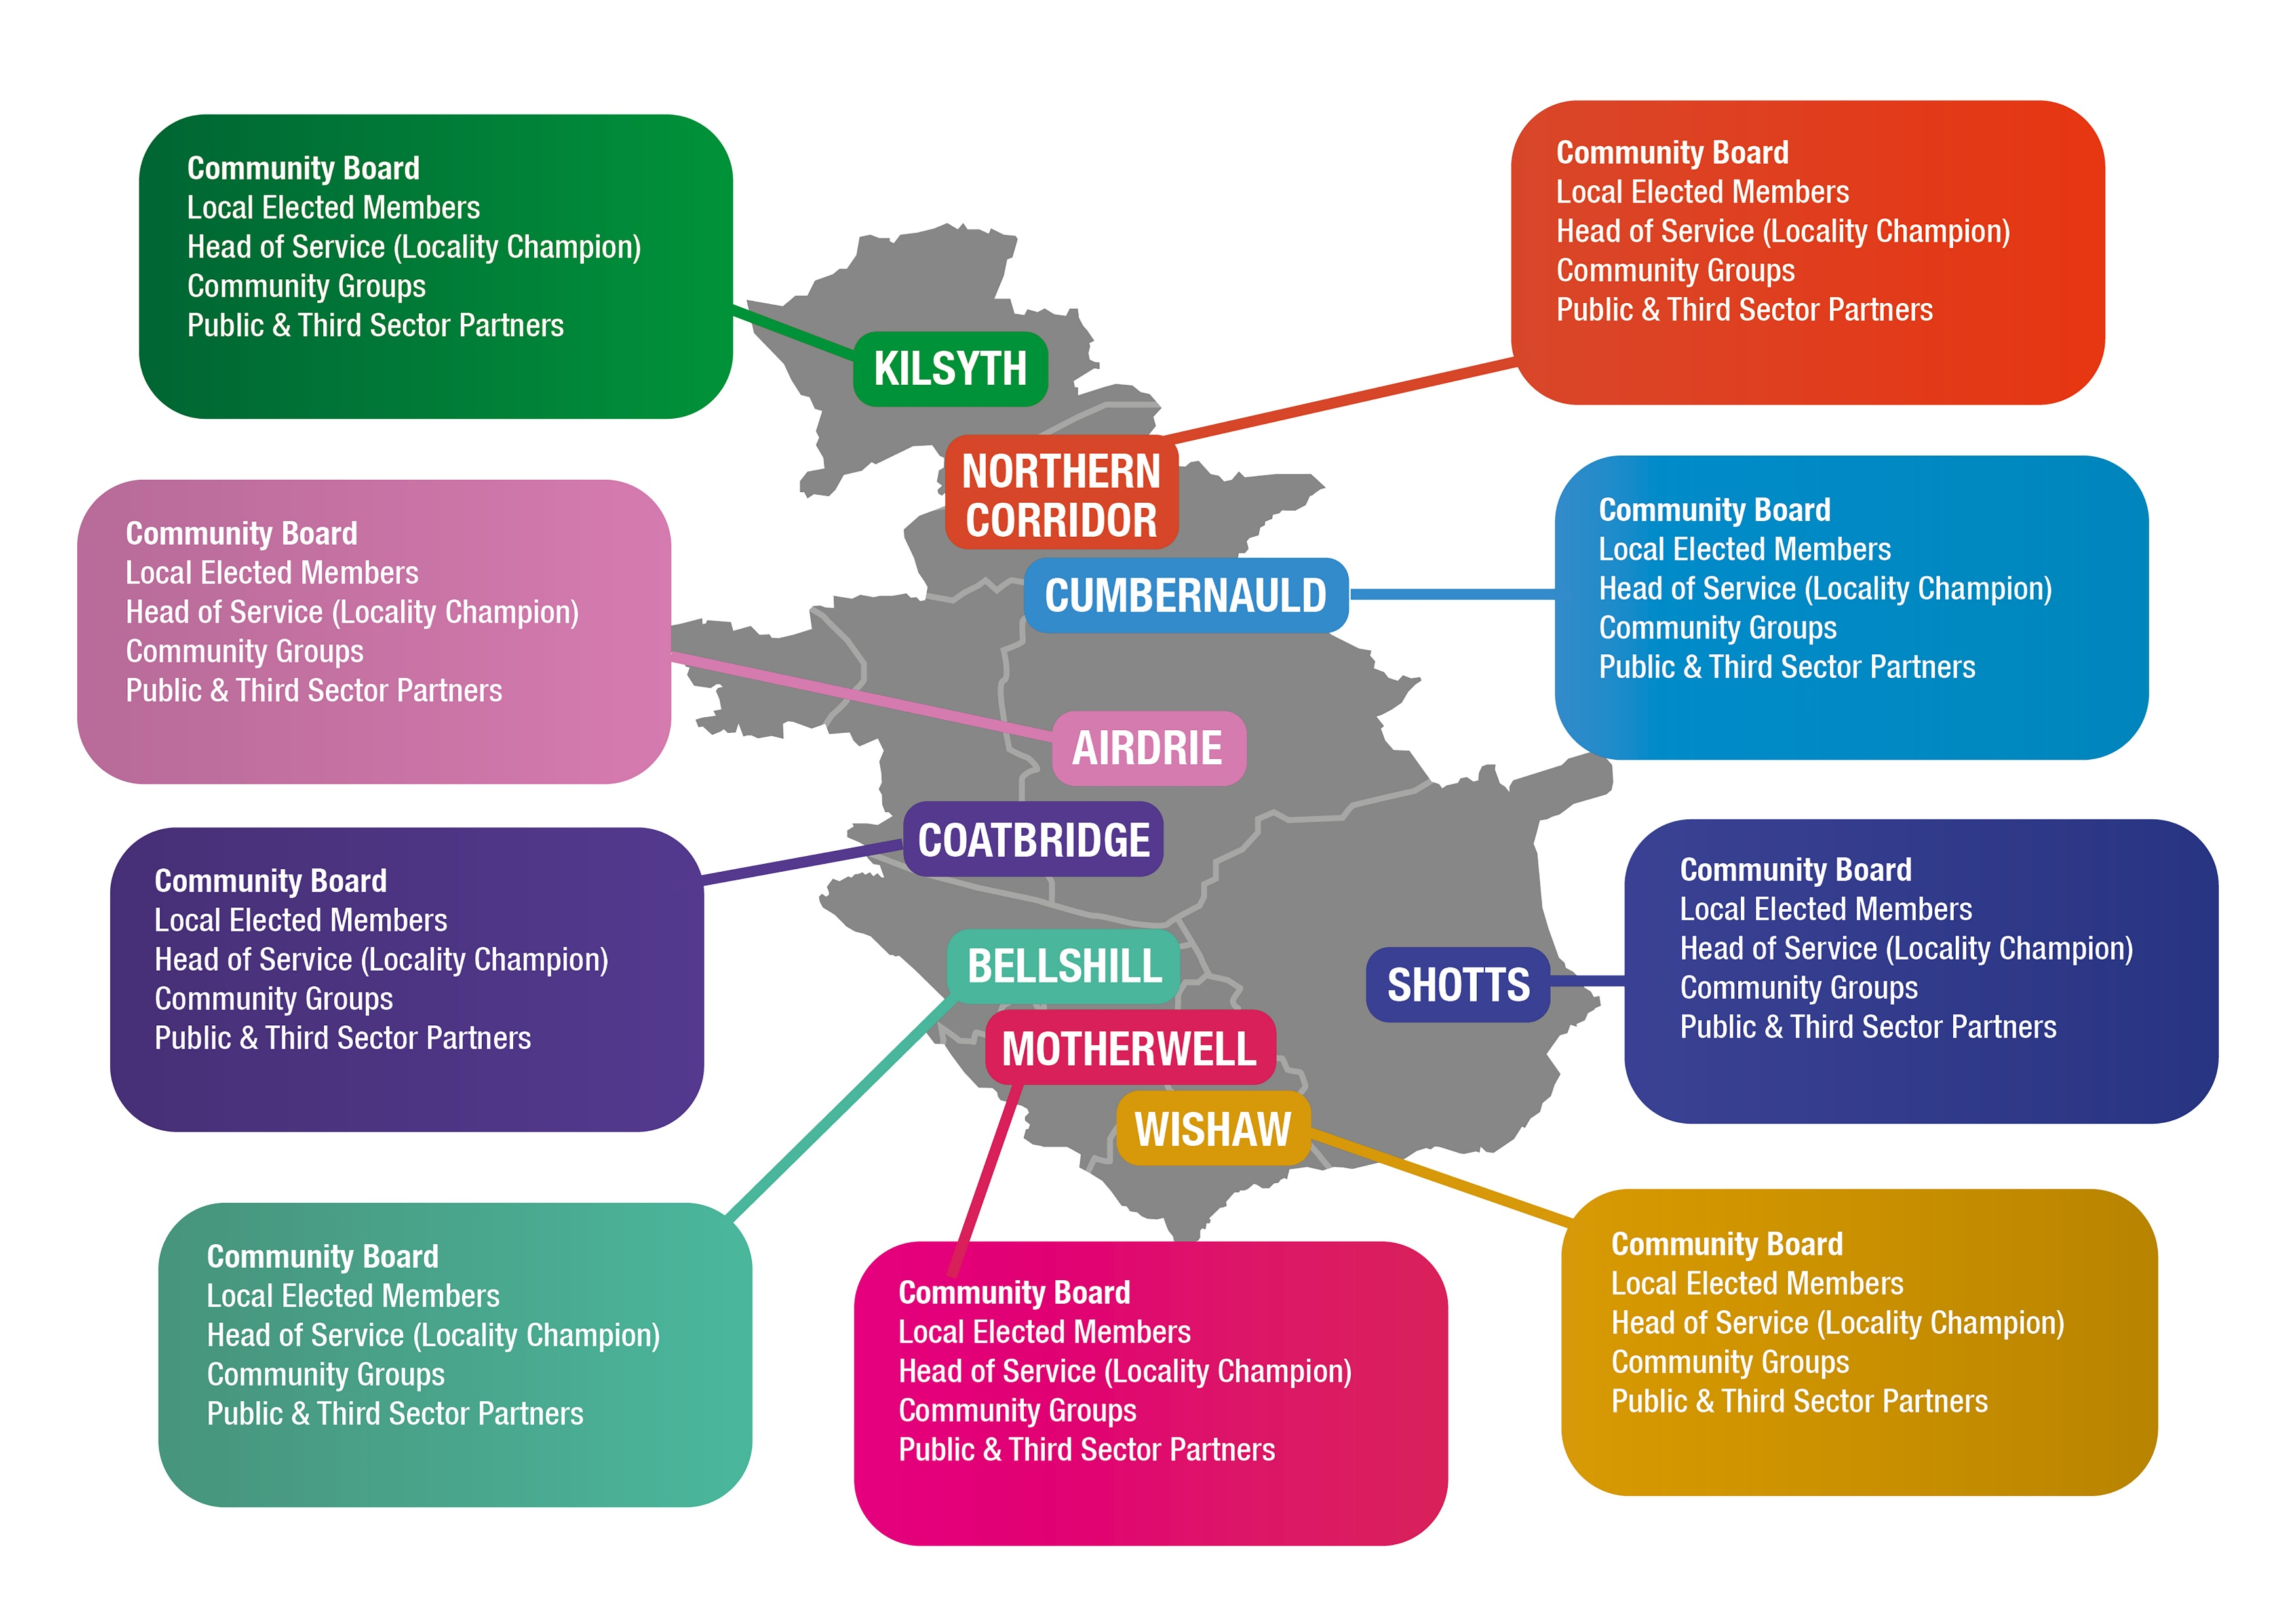 Community Board
Local Elected Members
Head of Service (Locality Champion)
Community Groups
Public & Third Sector Partners
Community Board
Local Elected Members
Head of Service (Locality Champion)
Community Groups
Public & Third Sector Partners
KILSYTH
NORTHERN
CORRIDOR
Community Board
Local Elected Members
Head of Service (Locality Champion)
Community Groups
Public & Third Sector Partners
CUMBERNAULD
Community Board
Local Elected Members
Head of Service (Locality Champion)
Community Groups
Public & Third Sector Partners
AIRDRIE
COATBRIDGE
Community Board
Local Elected Members
Head of Service (Locality Champion)
Community Groups
Public & Third Sector Partners
BELLSHILL
SHOTTS
Community Board
Local Elected Members
Head of Service (Locality Champion)
Community Groups
Public & Third Sector Partners
MOTHERWELL
WISHAW
Community Board
Local Elected Members
Head of Service (Locality Champion)
Community Groups
Public & Third Sector Partners
Community Board
Local Elected Members
Head of Service (Locality Champion)
Community Groups
Public & Third Sector Partners
Community Board
Local Elected Members
Head of Service (Locality Champion)
Community Groups
Public & Third Sector Partners